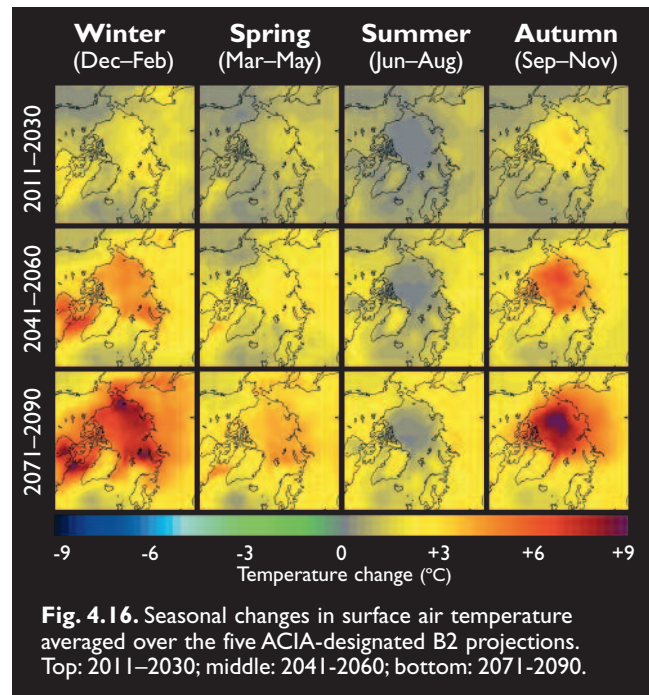 Winter Spring Summer Autumn
(Dec–Feb) (Mar–May) (Jun–Aug) (Sep–Nov)
2011–2030
2041–2060
2071–2090
-9 -6 -3 0 +3 +6 +9
Temperature change (ºC)
Fig. 4.16. Seasonal changes in surface air temperature
averaged over the five ACIA-designated B2 projections.
Top: 2011–2030; middle: 2041-2060; bottom: 2071-2090.